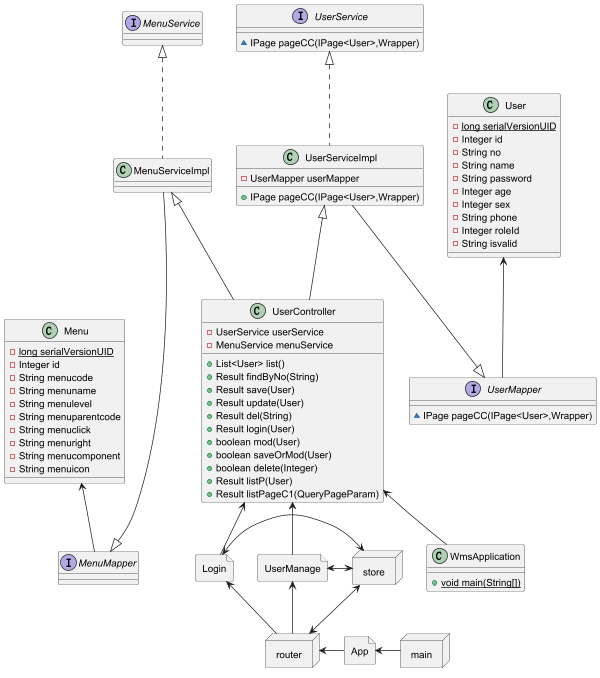 I MenuService
I UserService
IPage pageCC(IPage<User>,Wrapper)
C User
long serialVersionUID
Integer id
String no
String name
String password
Integer age
Integer sex
String phone
Integer roleId
String isvalid
C MenuServiceImpl
C UserServiceImpl
UserMapper userMapper
IPage pageCC(IPage<User>,Wrapper)
C UserController
UserService userService
MenuService menuService
List<User> list()
Result findByNo(String)
Result save(User)
Result update(User)
Result del(String)
Result login(User)
boolean mod(User)
boolean saveOrMod(User)
boolean delete(Integer)
Result listP(User)
Result listPageC1(QueryPageParam)
C Menu
long serialVersionUID
Integer id
String menucode
String menuname
String menulevel
String menuparentcode
String menuclick
String menuright
String menucomponent
String menuicon
I UserMapper
IPage pageCC(IPage<User>,Wrapper)
I MenuMapper
Login
UserManage
store
C WmsApplication
void main(String[])
router
App
main